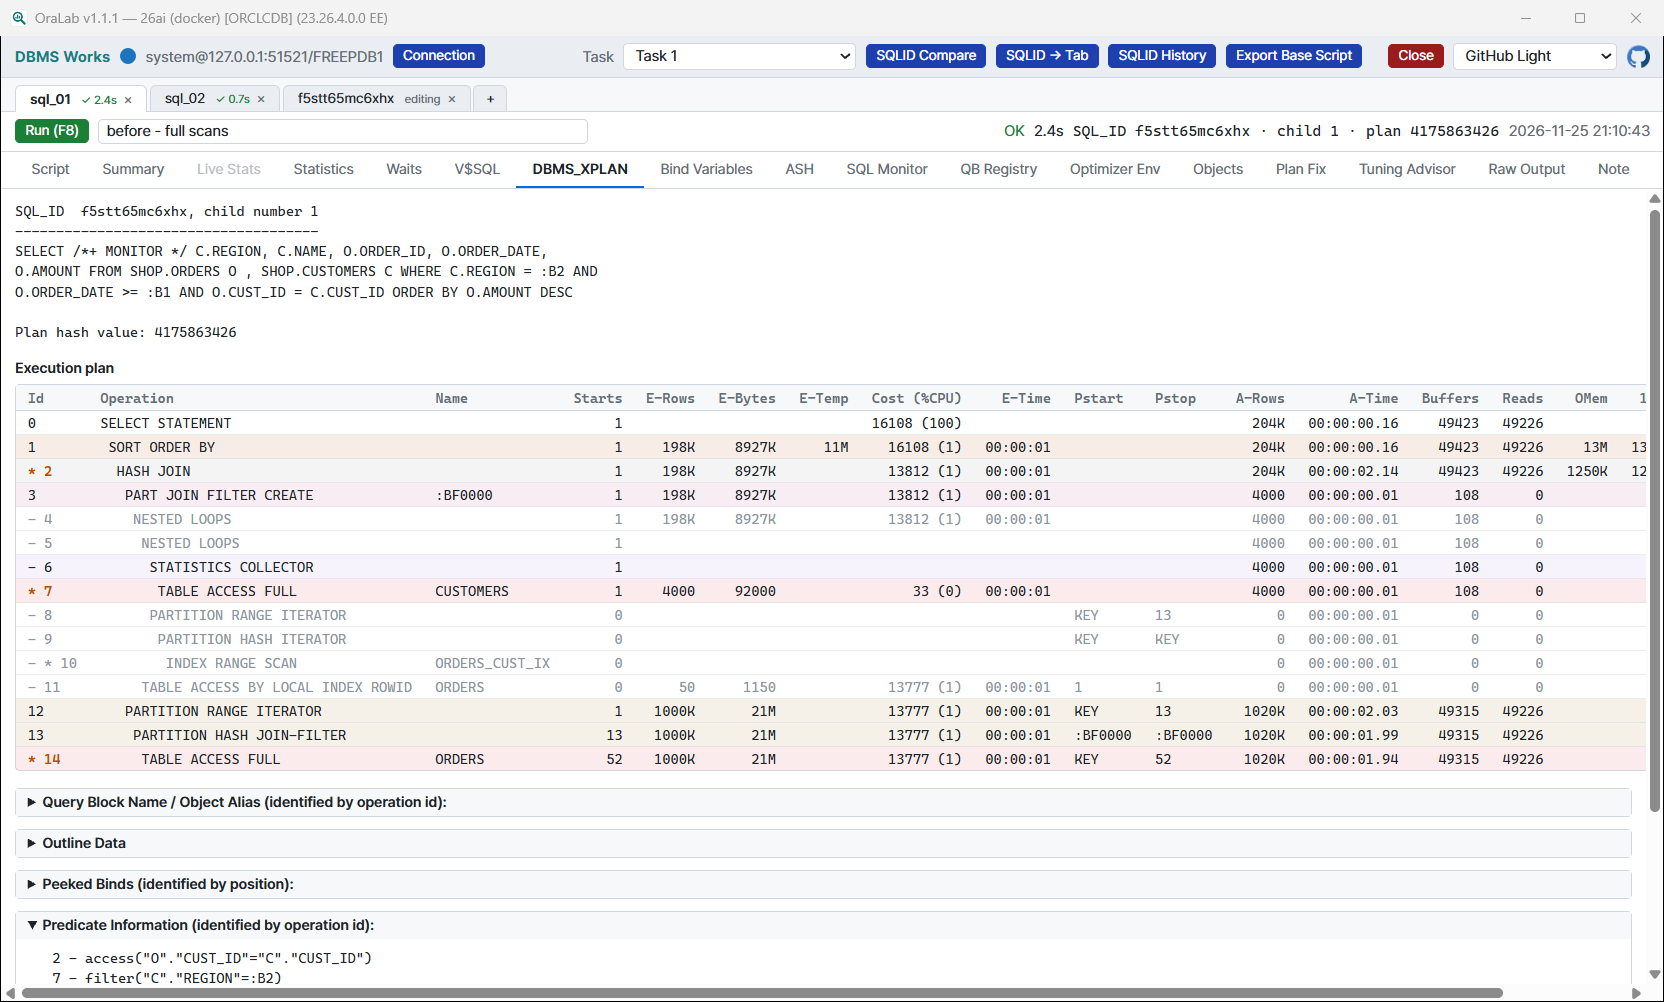 OraLab v1.1.1 — 26ai (docker) [ORCLCDB] (23.26.4.0.0 EE)
DBMS Works system@127.0.0.1:51521/FREEPDB1 Connection Task Task 1 SQLID Compare SQLID → Tab SQLID History Export Base Script Close GitHub Light
sql_01 ✓ 2.4s × sql_02 ✓ 0.7s × f5stt65mc6xhx editing × +
Run (F8) before - full scans OK 2.4s SQL_ID f5stt65mc6xhx · child 1 · plan 4175863426 2026-11-25 21:10:43
Script Summary Live Stats Statistics Waits V$SQL DBMS_XPLAN Bind Variables ASH SQL Monitor QB Registry Optimizer Env Objects Plan Fix Tuning Advisor Raw Output Note
SQL_ID  f5stt65mc6xhx, child number 1
-------------------------------------
SELECT /*+ MONITOR */ C.REGION, C.NAME, O.ORDER_ID, O.ORDER_DATE,
O.AMOUNT FROM SHOP.ORDERS O , SHOP.CUSTOMERS C WHERE C.REGION = :B2 AND
O.ORDER_DATE >= :B1 AND O.CUST_ID = C.CUST_ID ORDER BY O.AMOUNT DESC
Plan hash value: 4175863426
Execution plan
Id Operation Name Starts E-Rows E-Bytes E-Temp Cost (%CPU) E-Time Pstart Pstop A-Rows A-Time Buffers Reads OMem 1
0 SELECT STATEMENT 1 16108 (100) 204K 00:00:00.16 49423 49226
1 SORT ORDER BY 1 198K 8927K 11M 16108 (1) 00:00:01 204K 00:00:00.16 49423 49226 13M 13
* 2 HASH JOIN 1 198K 8927K 13812 (1) 00:00:01 204K 00:00:02.14 49423 49226 1250K 12
3 PART JOIN FILTER CREATE :BF0000 1 198K 8927K 13812 (1) 00:00:01 4000 00:00:00.01 108 0
- 4 NESTED LOOPS 1 198K 8927K 13812 (1) 00:00:01 4000 00:00:00.01 108 0
- 5 NESTED LOOPS 1 4000 00:00:00.01 108 0
- 6 STATISTICS COLLECTOR 1 4000 00:00:00.01 108 0
* 7 TABLE ACCESS FULL CUSTOMERS 1 4000 92000 33 (0) 00:00:01 4000 00:00:00.01 108 0
- 8 PARTITION RANGE ITERATOR 0 KEY 13 0 00:00:00.01 0 0
- 9 PARTITION HASH ITERATOR 0 KEY KEY 0 00:00:00.01 0 0
- * 10 INDEX RANGE SCAN ORDERS_CUST_IX 0 0 00:00:00.01 0 0
- 11 TABLE ACCESS BY LOCAL INDEX ROWID ORDERS 0 50 1150 13777 (1) 00:00:01 1 1 0 00:00:00.01 0 0
12 PARTITION RANGE ITERATOR 1 1000K 21M 13777 (1) 00:00:01 KEY 13 1020K 00:00:02.03 49315 49226
13 PARTITION HASH JOIN-FILTER 13 1000K 21M 13777 (1) 00:00:01 :BF0000 :BF0000 1020K 00:00:01.99 49315 49226
* 14 TABLE ACCESS FULL ORDERS 52 1000K 21M 13777 (1) 00:00:01 KEY 52 1020K 00:00:01.94 49315 49226
▶ Query Block Name / Object Alias (identified by operation id):
▶ Outline Data
▶ Peeked Binds (identified by position):
▼ Predicate Information (identified by operation id):
2 - access("O"."CUST_ID"="C"."CUST_ID")
7 - filter("C"."REGION"=:B2)